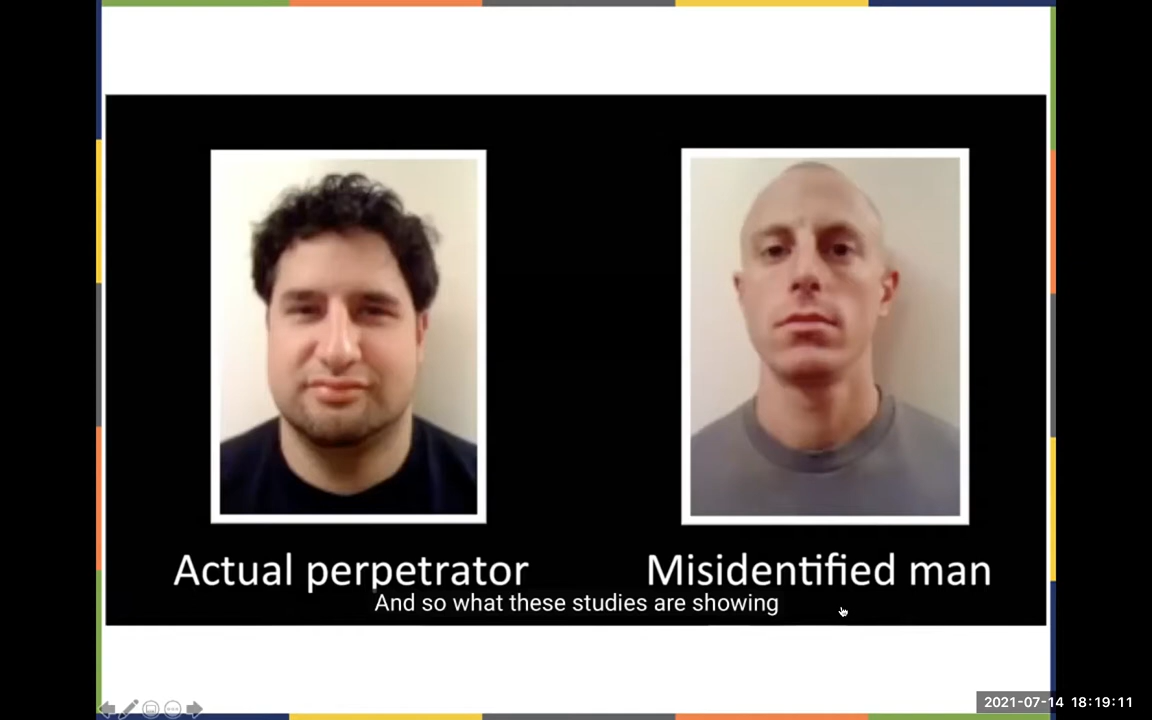 Actual perpetrator
Misidentified man
And so what these studies are showing
2021-07-14 18:19:11